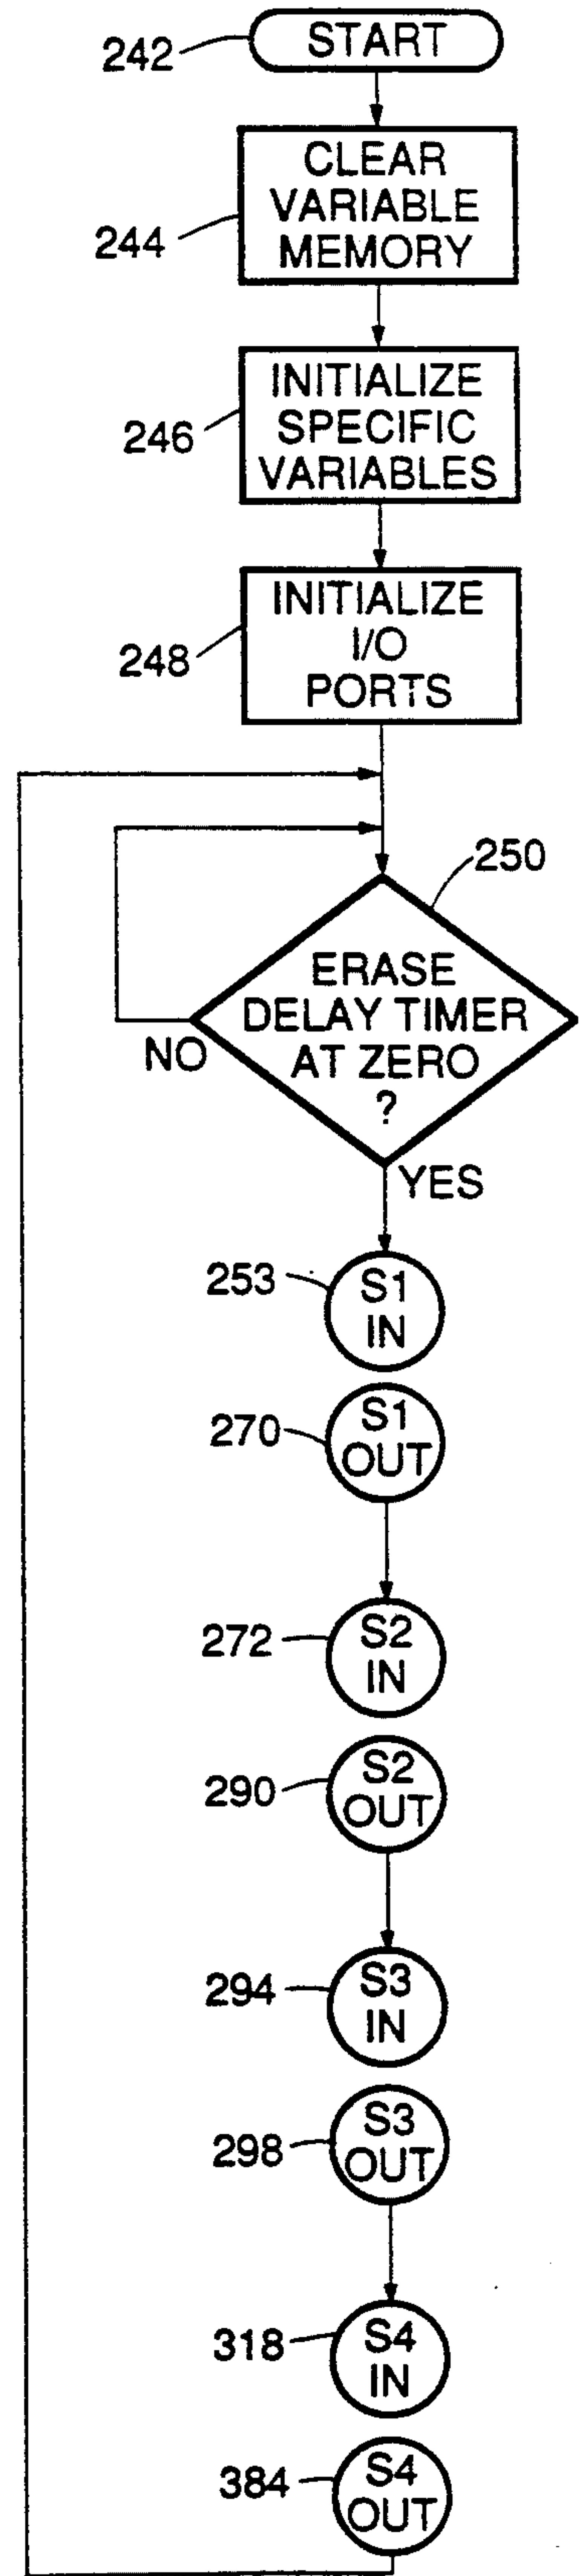 START
242
CLEAR
VARIABLE
MEMORY
244
INITIALIZE
SPECIFIC
VARIABLES
246
INITIALIZE
I/O
PORTS
248
250
ERASE
DELAY TIMER
AT ZERO
?
NO
YES
253
S1
IN
270
S1
OUT
272
S2
IN
290
S2
OUT
294
S3
IN
298
S3
OUT
318
S4
IN
384
S4
OUT